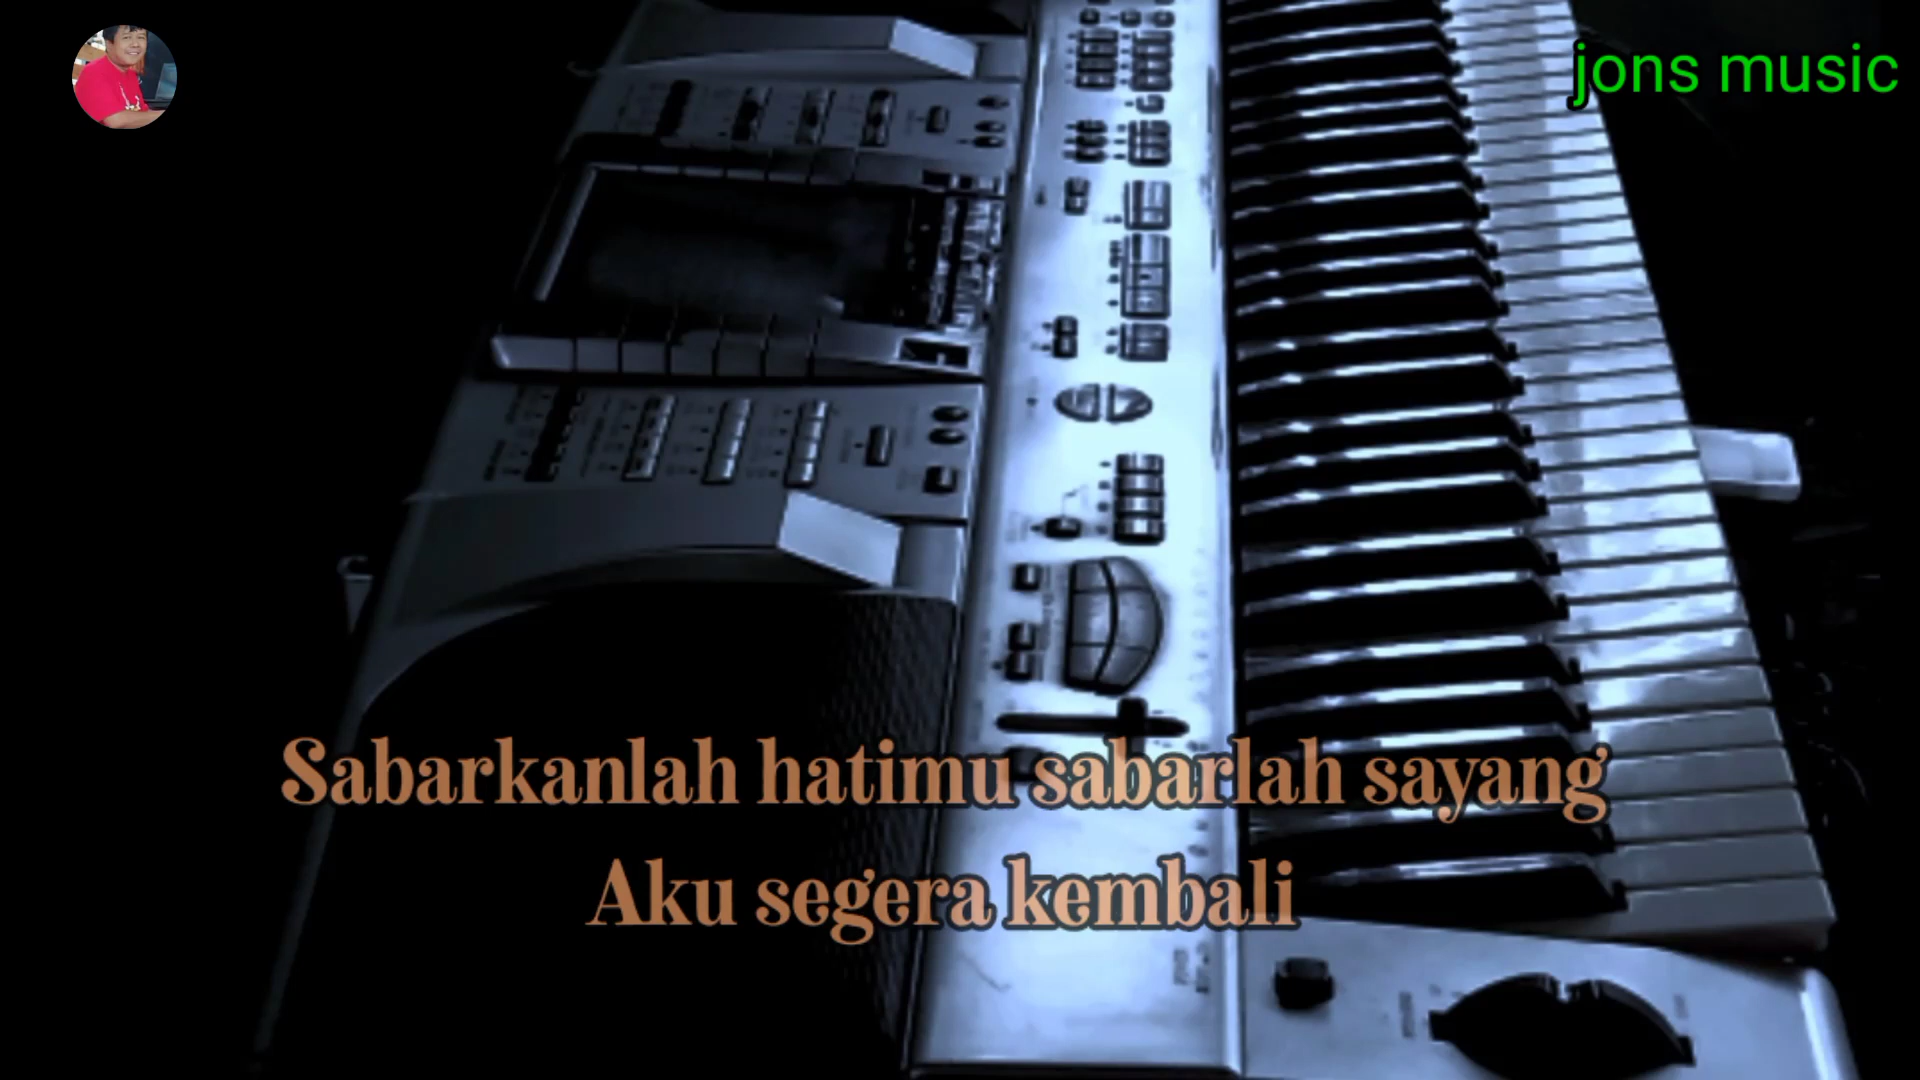 jons music
Sabarkanlah hatimu sabarlah sayang
Aku segera kembali